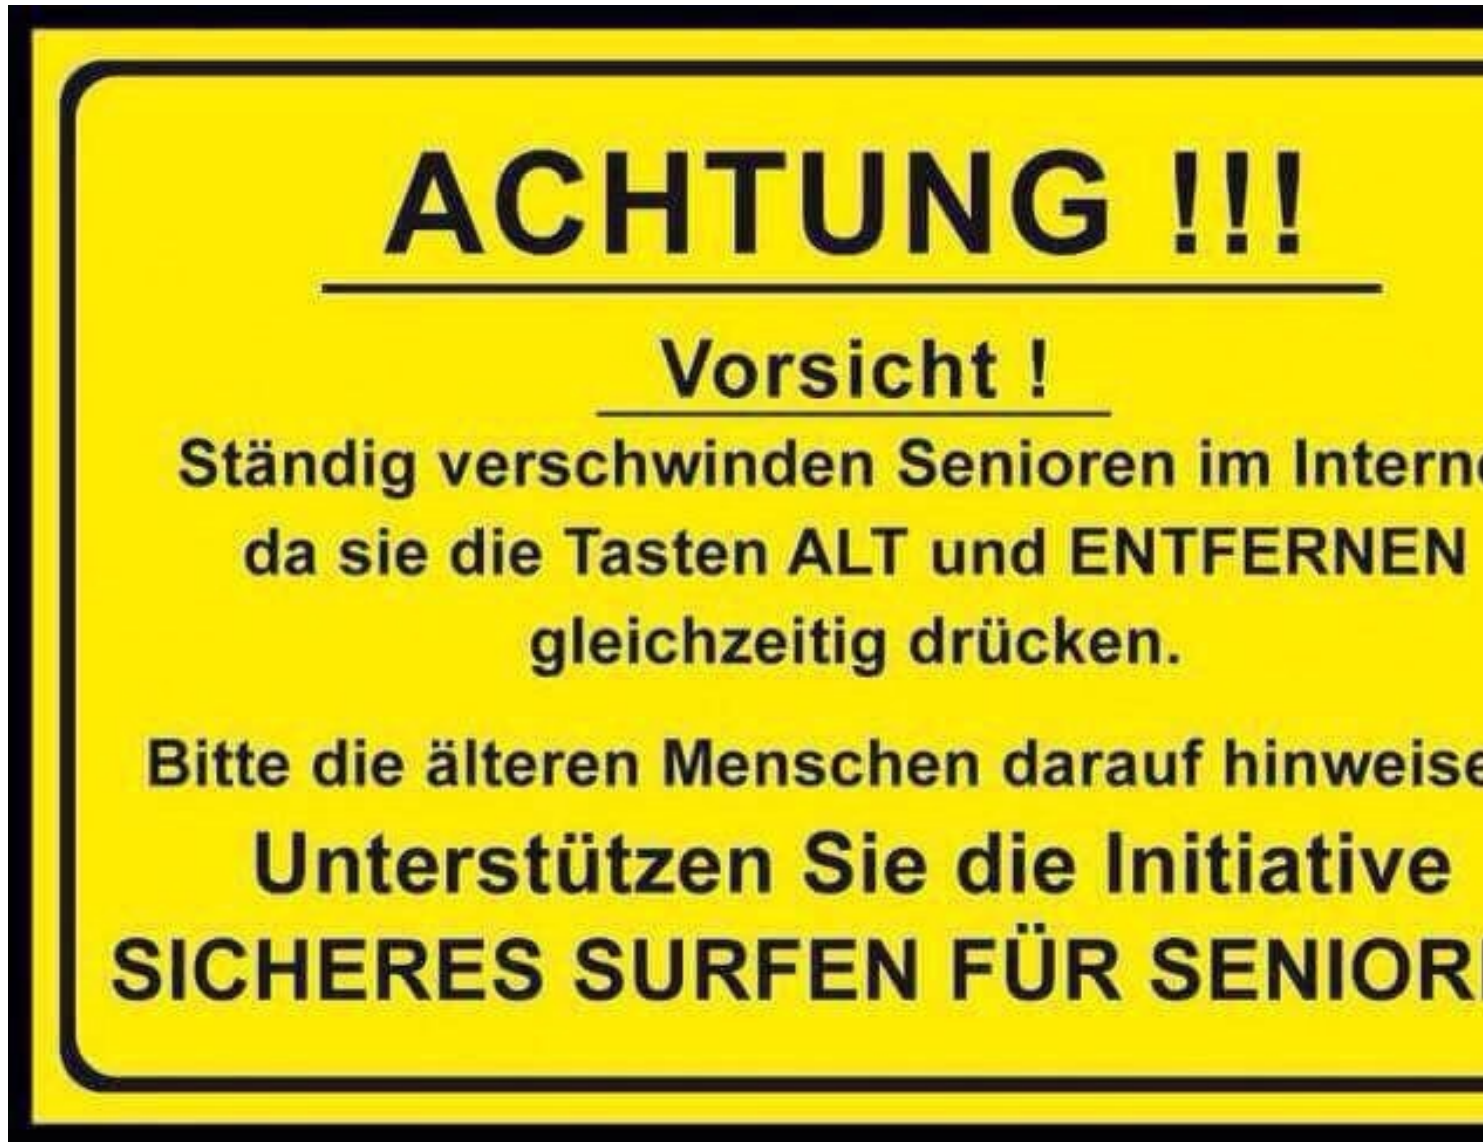 ACHTUNG !!!
Vorsicht !
Ständig verschwinden Senioren im Interne
da sie die Tasten ALT und ENTFERNEN
gleichzeitig drücken.
Bitte die älteren Menschen darauf hinweise
Unterstützen Sie die Initiative
SICHERES SURFEN FÜR SENIOR